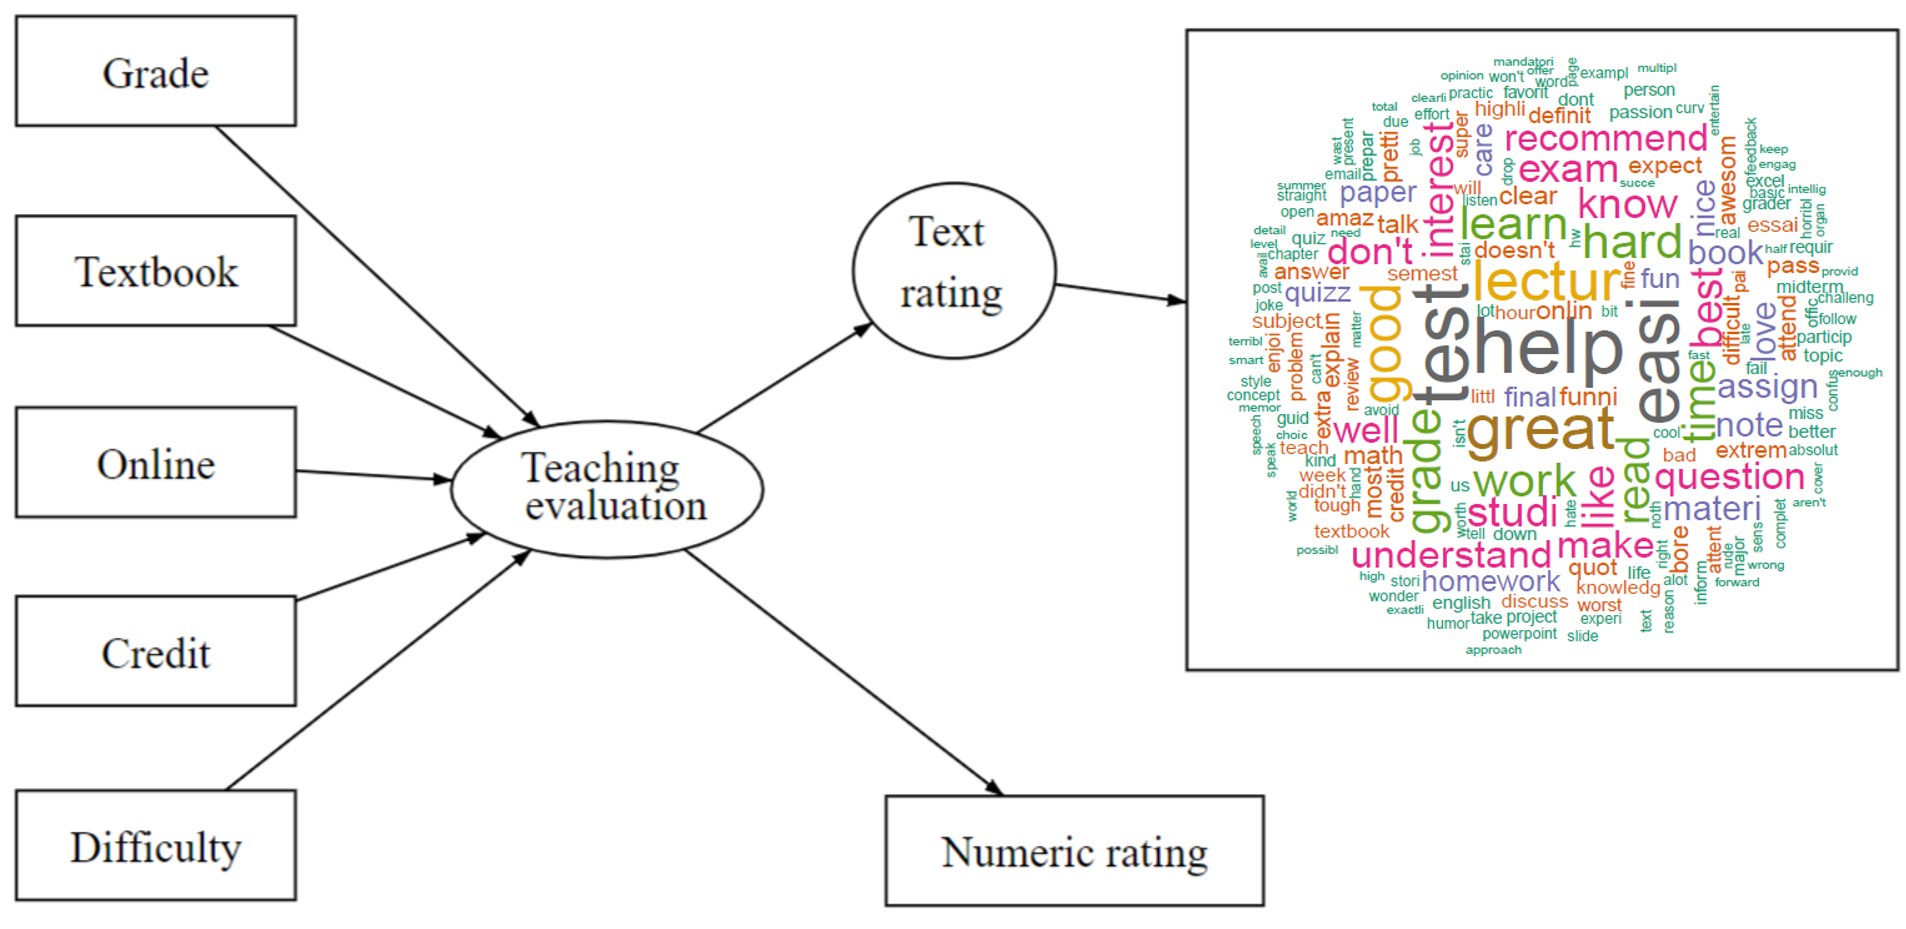 Grade
Textbook
Online
Credit
Difficulty
Teaching
evaluation
Text
rating
Numeric rating
mandatori
opinion won't offer word page exampl multipl
clearli practic favorit dont person
total due effort highli definit passion curv entertain
wast present prepar pretti job interest super care recommend
email drop exam expect awesom feedback keep engag
summer straight paper will listen clear succe know nice excel basic intellig
open amaz talk learn hard real grader essai horribl organ
detail level quiz need don't stai doesn't hw book half requir
avail chapter answer semest lectur fine fun best pai pass provid
post quizz good test lot hour onlin bit easi difficult midterm
joke subject matter help late love attend offic challeng follow
terribl enjoi problem can't explain review fast particip topic
smart style littl final funni time fail assign confus enough
concept memor guid extra avoid grade isn't great cool note miss better
speech choic well
speak teach kind math bad extrem absolut
week hand most credit us work like read question cover
world didn't tough worth studi hate noth materi aren't
textbook tell down
possibl understand make right bore attent rude major sens complet
high stori homework quot life alot inform forward wrong
wonder english discuss knowledg reason
exactli humor take project worst experi text
powerpoint slide
approach